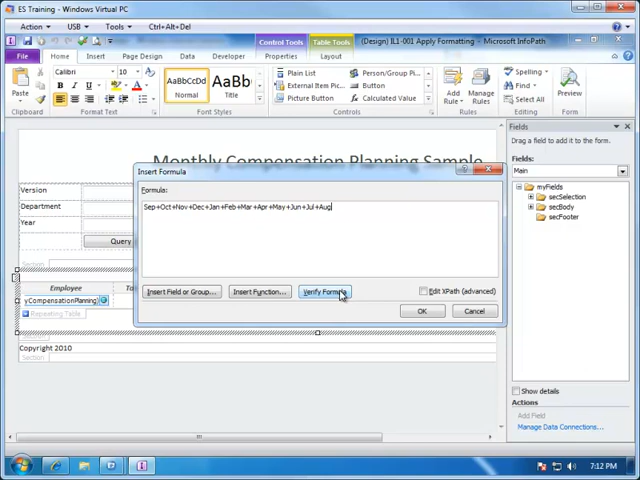 ES Training - Windows Virtual PC
Action USB Tools Ctrl+Alt+Del
Control Tools Table Tools (Design) IL1-001 Apply Formatting - Microsoft InfoPath
File Home Insert Page Design Data Developer Properties Layout
Paste
Calibri 10
AaBbCcDd AaBb
Normal Title
Plain List Person/Group Pi...
External Item Pic... Button
Picture Button Calculated Value
Add Rule Manage Rules
Spelling
Find
Select All
Preview
Clipboard Format Text Font Styles Controls Rules Editing Form
Monthly Compensation Planning Sample
Version
Department
Year
Query
Section
Employee
yCompensationPlanning)
Repeating Table
Section
Copyright 2010
Section
Insert Formula
Formula:
Sep+Oct+Nov+Dec+Jan+Feb+Mar+Apr+May+Jun+Jul+Aug
Insert Field or Group... Insert Function... Verify Formula Edit XPath (advanced)
OK Cancel
Fields
Drag a field to add it to the form.
Fields:
Main
myFields
secSelection
secBody
secFooter
Show details
Actions
Add Field
Manage Data Connections...
7:12 PM